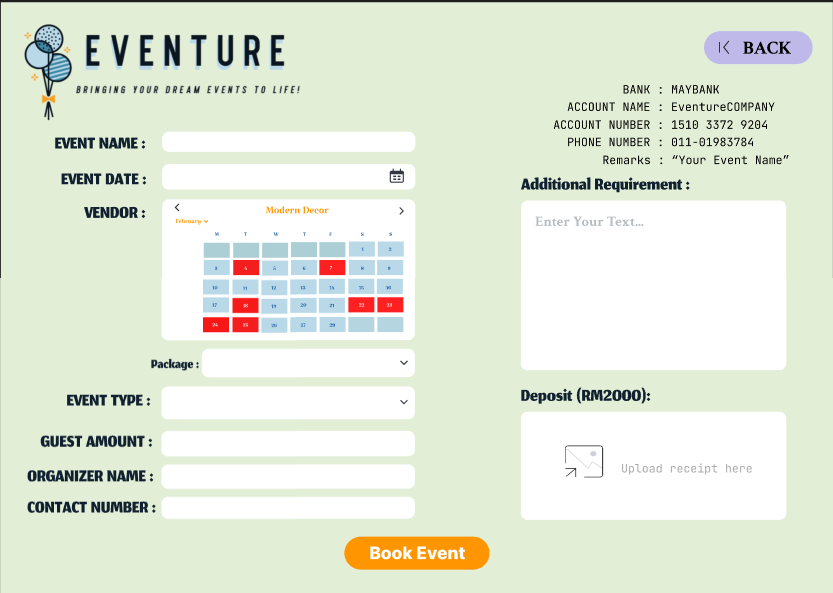 EVENTURE
BRINGING YOUR DREAM EVENTS TO LIFE!
BACK
BANK : MAYBANK
ACCOUNT NAME : EventureCOMPANY
ACCOUNT NUMBER : 1510 3372 9204
PHONE NUMBER : 011-01983784
Remarks : “Your Event Name”
EVENT NAME :
EVENT DATE :
VENDOR :
Modern Decor
February
M T W T F S S
1 2
3 4 5 6 7 8 9
10 11 12 13 14 15 16
17 18 19 20 21 22 23
24 25 26 27 28
Package :
EVENT TYPE :
GUEST AMOUNT :
ORGANIZER NAME :
CONTACT NUMBER :
Additional Requirement :
Enter Your Text...
Deposit (RM2000):
Upload receipt here
Book Event